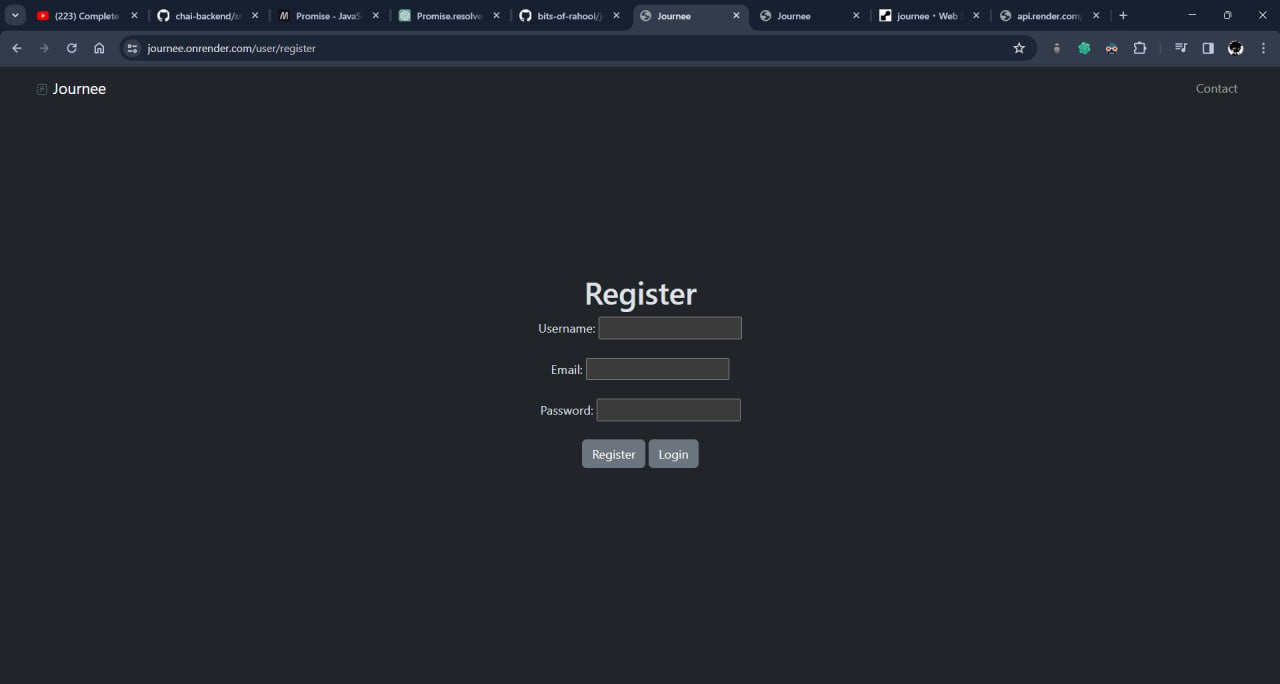 (223) Complete
chai-backend/sr
Promise - JavaS
Promise.resolve
bits-of-rahool/j
Journee
Journee
journee · Web
api.render.com/
journee.onrender.com/user/register
Journee
Contact
Register
Username:
Email:
Password:
Register Login